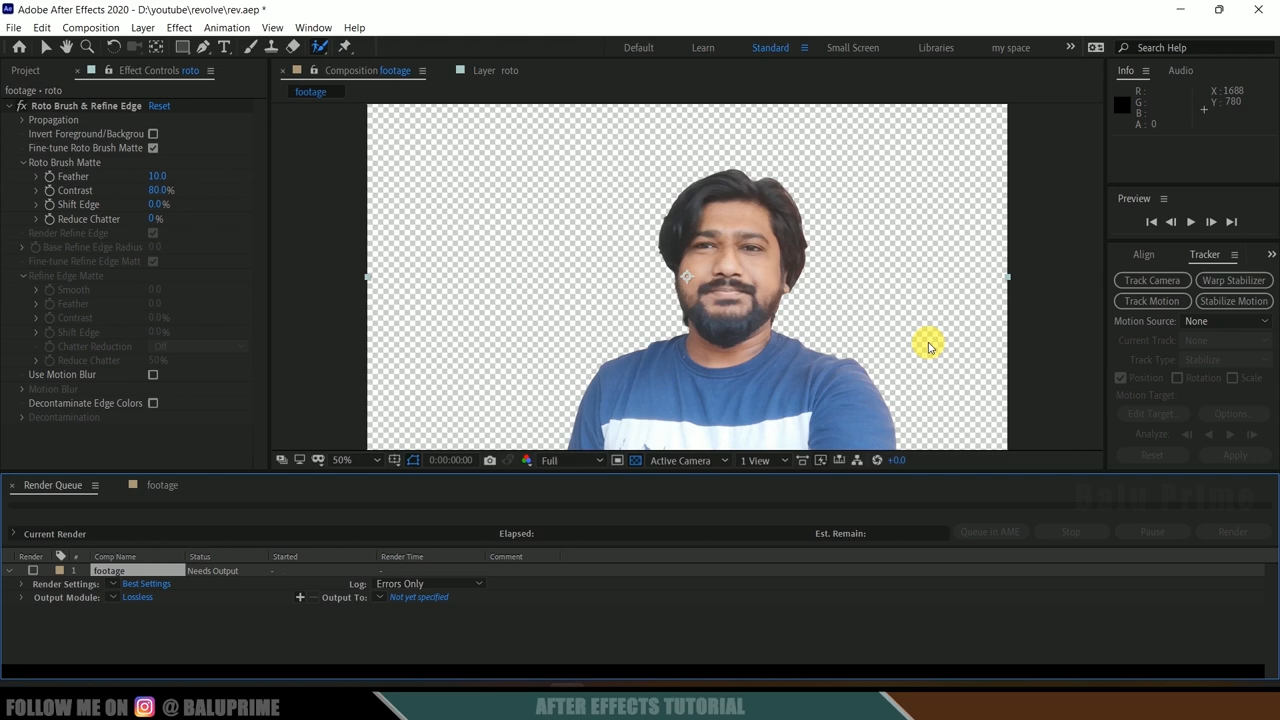 Adobe After Effects 2020 - D:\youtube\revolve\rev.aep *
File Edit Composition Layer Effect Animation View Window Help
Default Learn Standard Small Screen Libraries my space Search Help
Project Effect Controls roto
Composition footage Layer roto
Info Audio
footage • roto
footage
R: X: 1688
G: Y: 780
B:
A: 0
fx Roto Brush & Refine Edge Reset
Propagation
Invert Foreground/Backgrou
Fine-tune Roto Brush Matte
Roto Brush Matte
Feather 10.0
Contrast 80.0%
Shift Edge 0.0%
Reduce Chatter 0%
Render Refine Edge
Base Refine Edge Radius 0.0
Fine-tune Refine Edge Matt
Refine Edge Matte
Smooth 0.0
Feather 0.0
Contrast 0.0%
Shift Edge 0.0%
Chatter Reduction Off
Reduce Chatter 50%
Use Motion Blur
Motion Blur
Decontaminate Edge Colors
Decontamination
Preview
Align Tracker
Track Camera Warp Stabilizer
Track Motion Stabilize Motion
Motion Source: None
Current Track: None
Track Type: Stabilize
Position Rotation Scale
Motion Target:
Edit Target... Options...
Analyze:
Reset Apply
50% 0:00:00:00 Full Active Camera 1 View +0.0
Render Queue footage
Balu Prime
Current Render Elapsed: Est. Remain: Queue in AME Stop Pause Render
Render # Comp Name Status Started Render Time Comment
1 footage Needs Output - -
Render Settings: Best Settings Log: Errors Only
Output Module: Lossless Output To: Not yet specified
FOLLOW ME ON @ BALUPRIME AFTER EFFECTS TUTORIAL